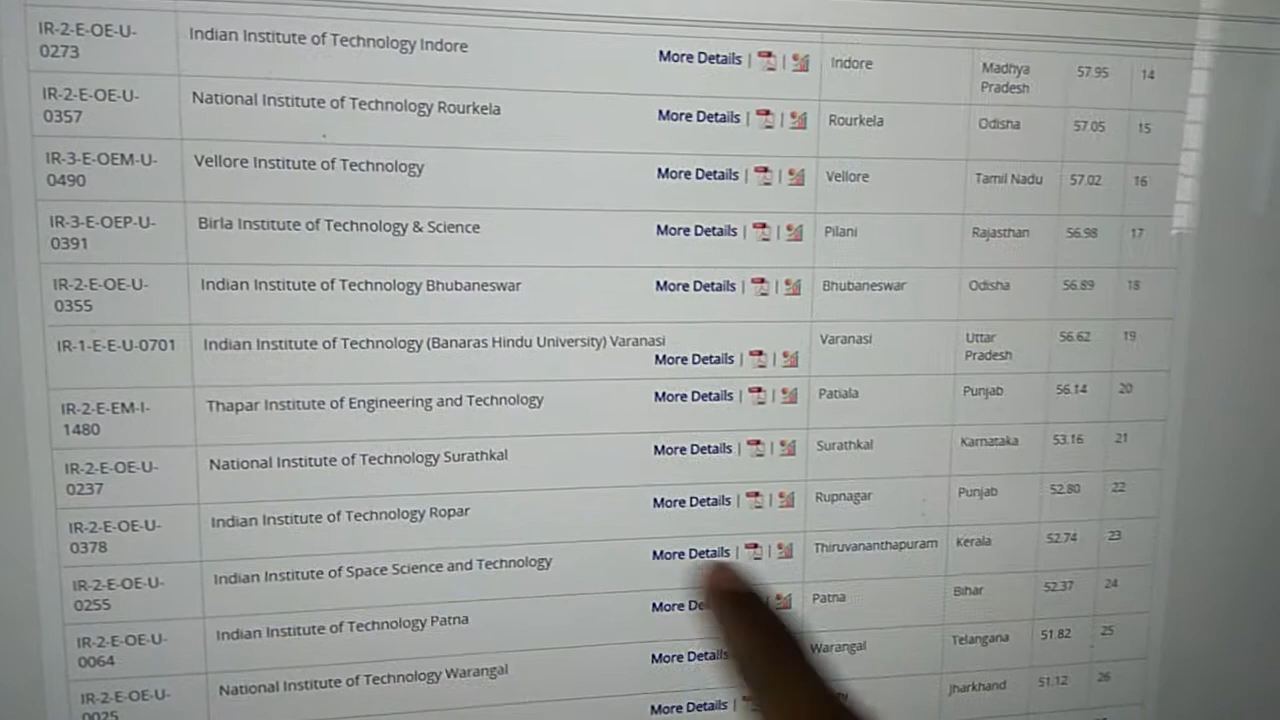 IR-2-E-OE-U-
0273
Indian Institute of Technology Indore
More Details | |
Indore
Madhya
Pradesh
57.95
14
IR-2-E-OE-U-
0357
National Institute of Technology Rourkela
More Details | |
Rourkela
Odisha
57.05
15
IR-3-E-OEM-U-
0490
Vellore Institute of Technology
More Details | |
Vellore
Tamil Nadu
57.02
16
IR-3-E-OEP-U-
0391
Birla Institute of Technology & Science
More Details | |
Pilani
Rajasthan
56.98
17
IR-2-E-OE-U-
0355
Indian Institute of Technology Bhubaneswar
More Details | |
Bhubaneswar
Odisha
56.89
18
IR-1-E-E-U-0701
Indian Institute of Technology (Banaras Hindu University) Varanasi
More Details | |
Varanasi
Uttar
Pradesh
56.62
19
IR-2-E-EM-I-
1480
Thapar Institute of Engineering and Technology
More Details | |
Patiala
Punjab
56.14
20
IR-2-E-OE-U-
0237
National Institute of Technology Surathkal
More Details | |
Surathkal
Karnataka
53.16
21
IR-2-E-OE-U-
0378
Indian Institute of Technology Ropar
More Details | |
Rupnagar
Punjab
52.80
22
IR-2-E-OE-U-
0255
Indian Institute of Space Science and Technology
More Details | |
Thiruvananthapuram
Kerala
52.74
23
IR-2-E-OE-U-
0064
Indian Institute of Technology Patna
More De
Patna
Bihar
52.37
24
IR-2-E-OE-U-
0025
National Institute of Technology Warangal
More Details
Warangal
Telangana
51.82
25
More Details |
Jharkhand
51.12
26